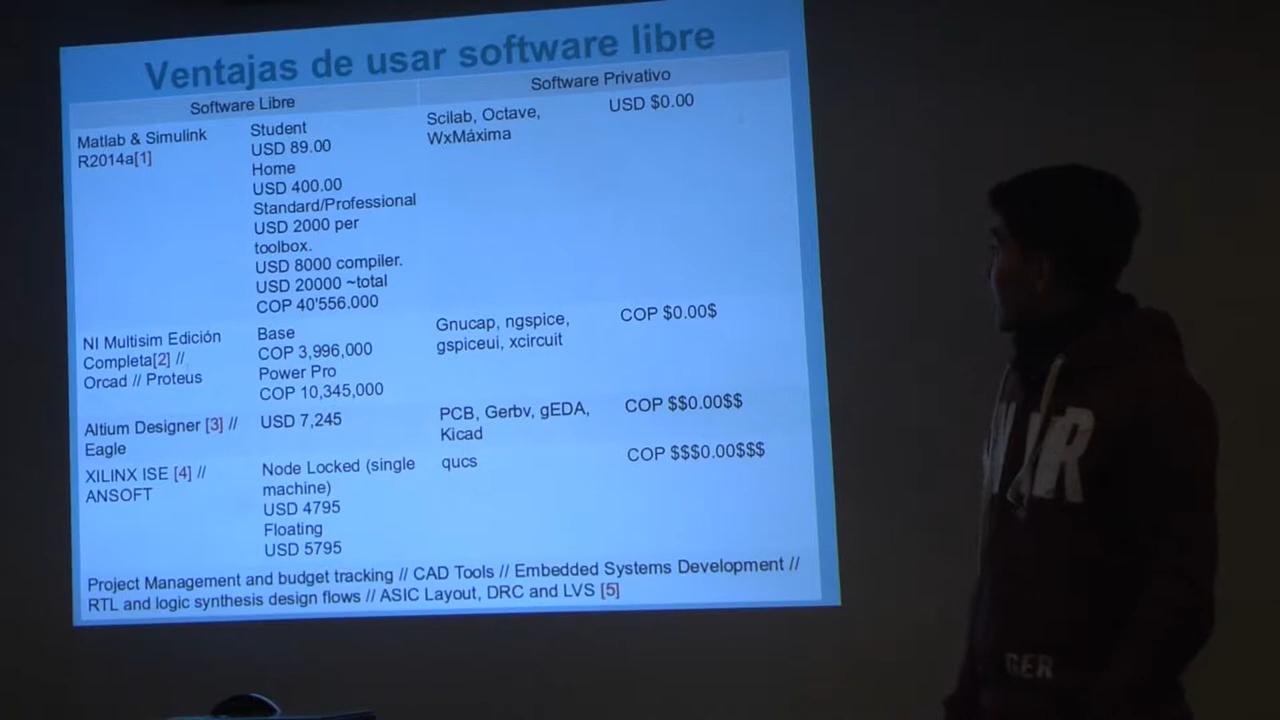 Ventajas de usar software libre
Software Libre
Software Privativo
Matlab & Simulink
R2014a[1]
Student
USD 89.00
Home
USD 400.00
Standard/Professional
USD 2000 per
toolbox.
USD 8000 compiler.
USD 20000 ~total
COP 40'556.000
Scilab, Octave,
WxMáxima
USD $0.00
NI Multisim Edición
Completa[2] //
Orcad // Proteus
Base
COP 3,996,000
Power Pro
COP 10,345,000
Gnucap, ngspice,
gspiceui, xcircuit
COP $0.00$
Altium Designer [3] //
Eagle
USD 7,245
PCB, Gerbv, gEDA,
Kicad
COP $$0.00$$
XILINX ISE [4] //
ANSOFT
Node Locked (single
machine)
USD 4795
Floating
USD 5795
qucs
COP $$$0.00$$$
Project Management and budget tracking // CAD Tools // Embedded Systems Development //
RTL and logic synthesis design flows // ASIC Layout, DRC and LVS [5]
GER